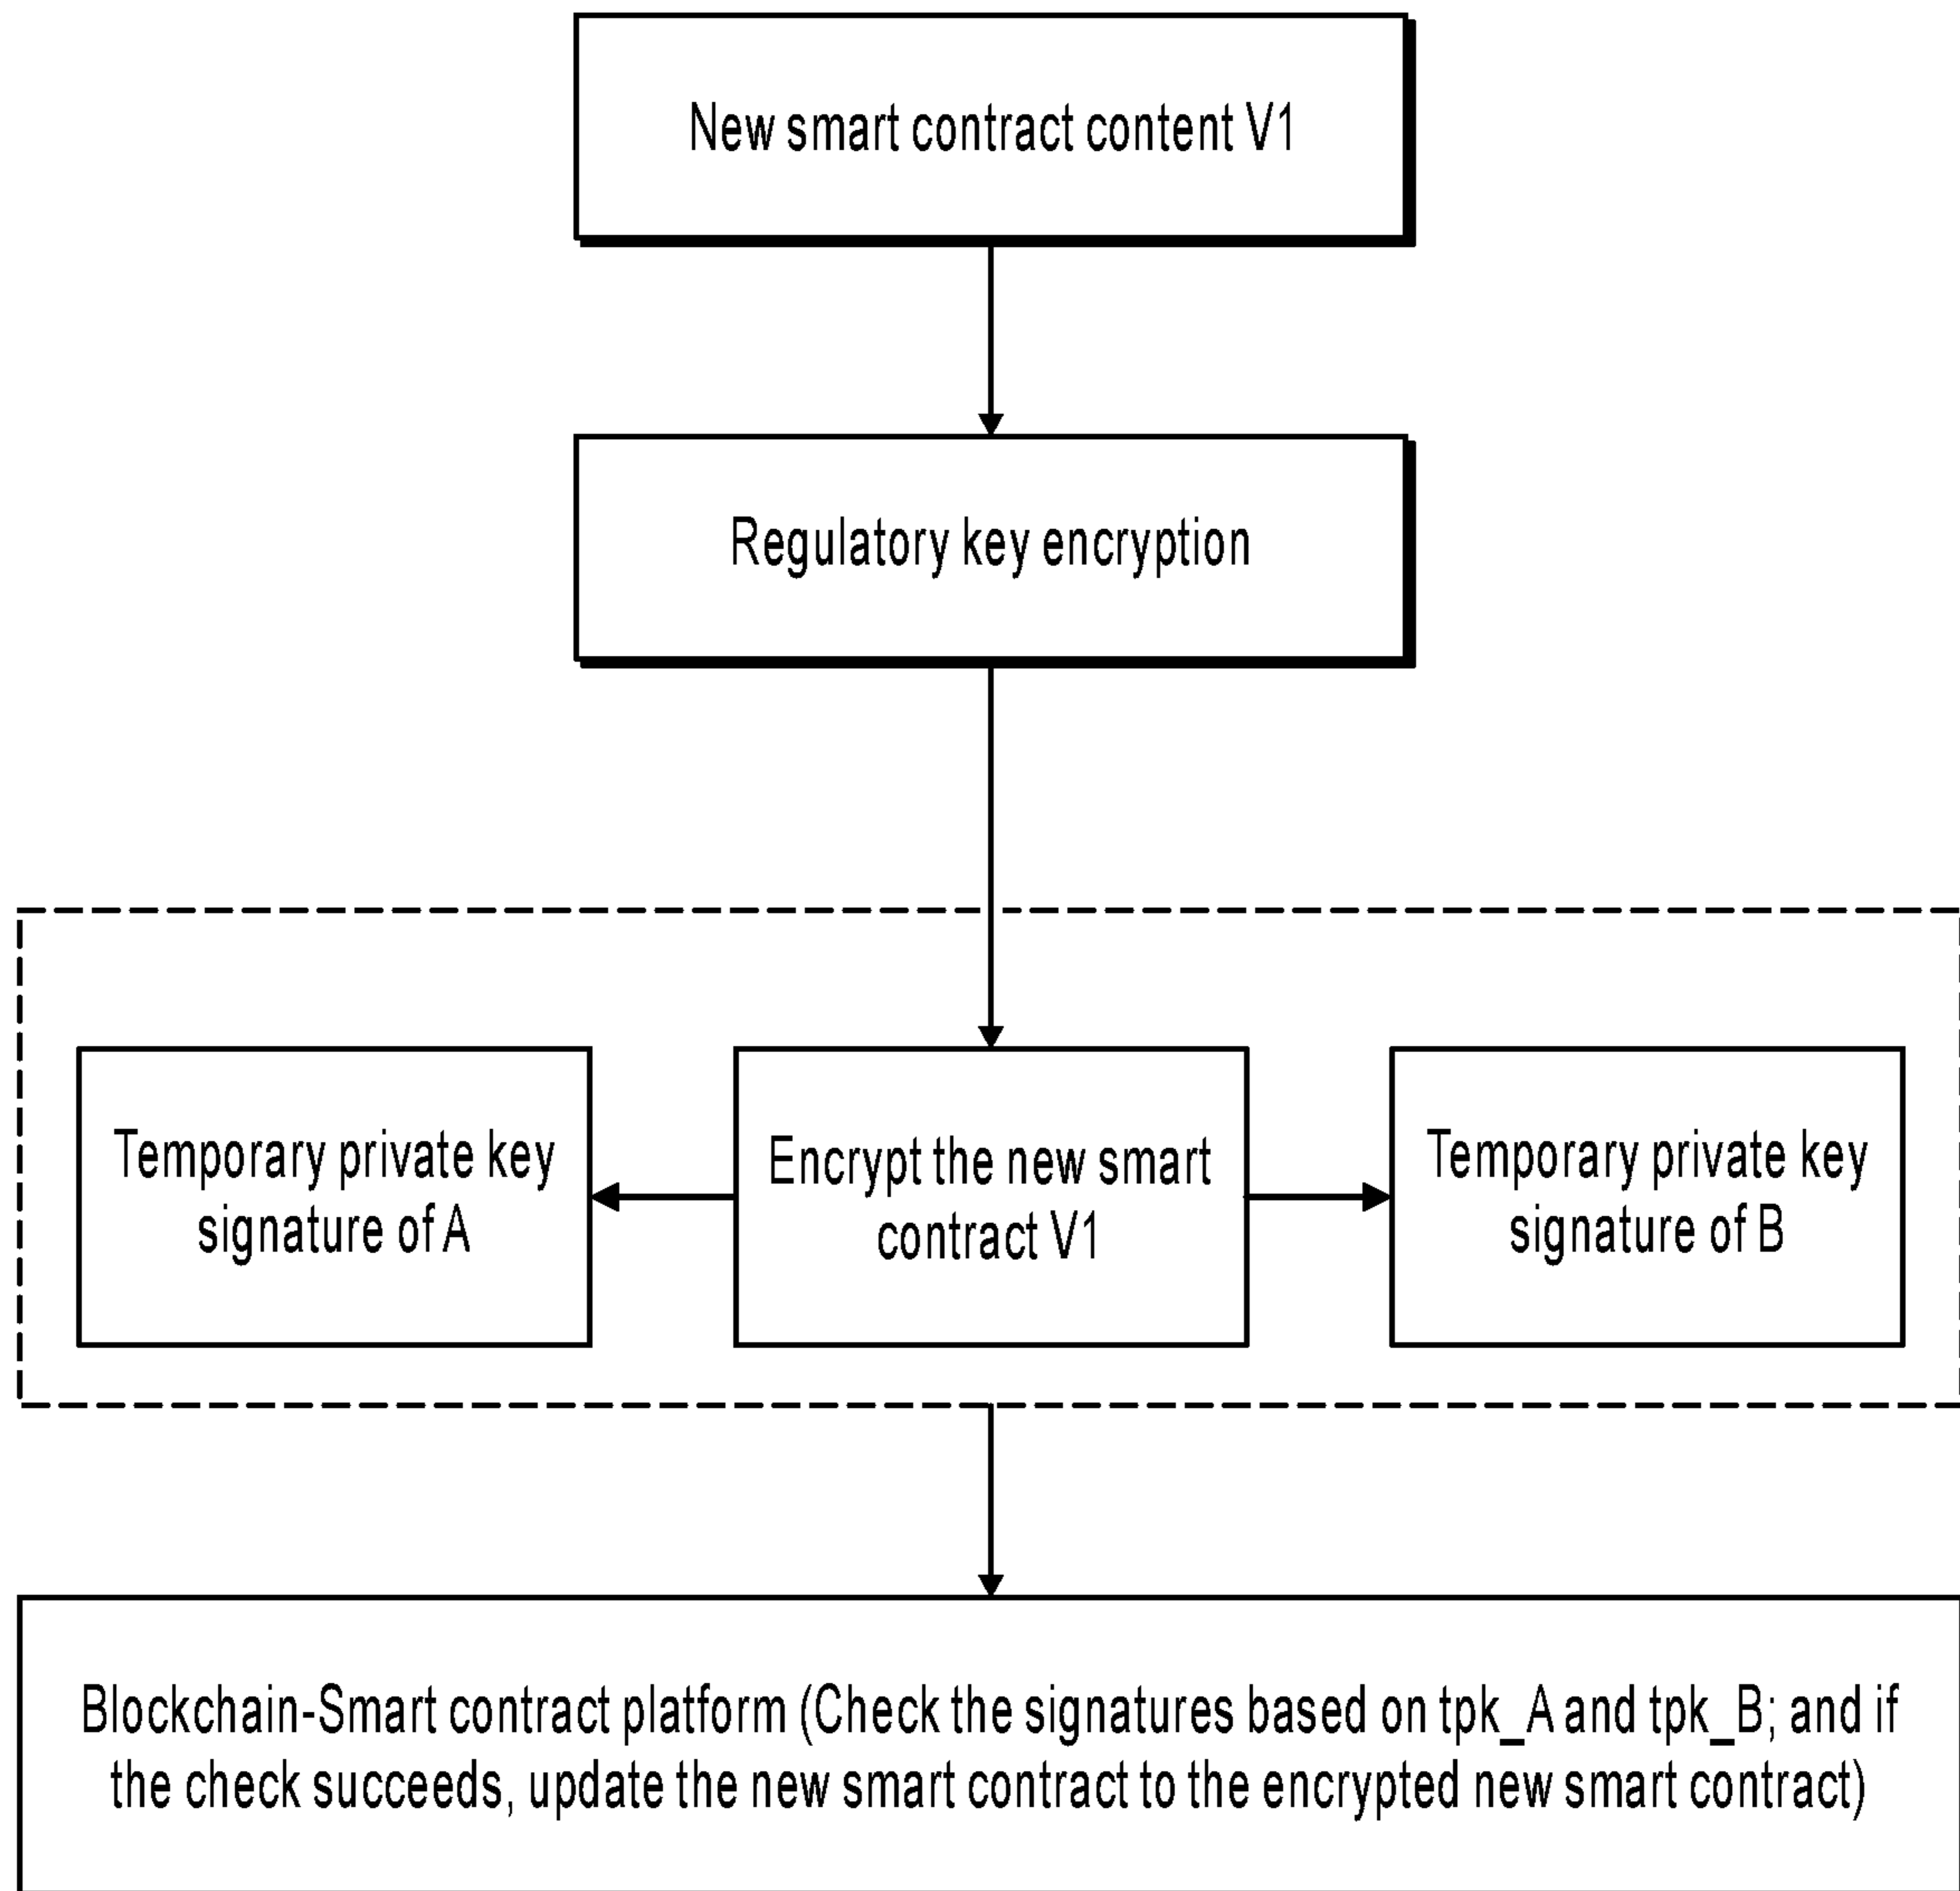 New smart contract content V1
Regulatory key encryption
Temporary private key
signature of A
Encrypt the new smart
contract V1
Temporary private key
signature of B
Blockchain-Smart contract platform (Check the signatures based on tpk_A and tpk_B; and if
the check succeeds, update the new smart contract to the encrypted new smart contract)